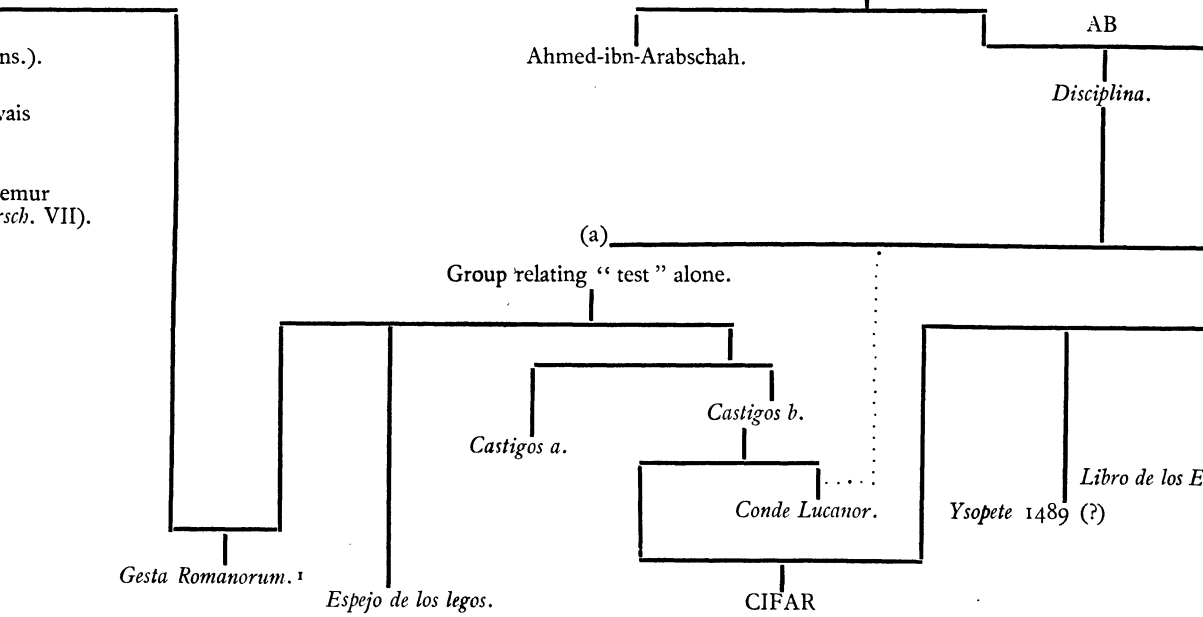 AB
ns.).
Ahmed-ibn-Arabschah.
Disciplina.
vais
emur
rsch. VII).
(a)
Group relating “ test ” alone.
Castigos b.
Castigos a.
Libro de los E
Conde Lucanor.
Ysopete 1489 (?)
Gesta Romanorum.¹
Espejo de los legos.
CIFAR